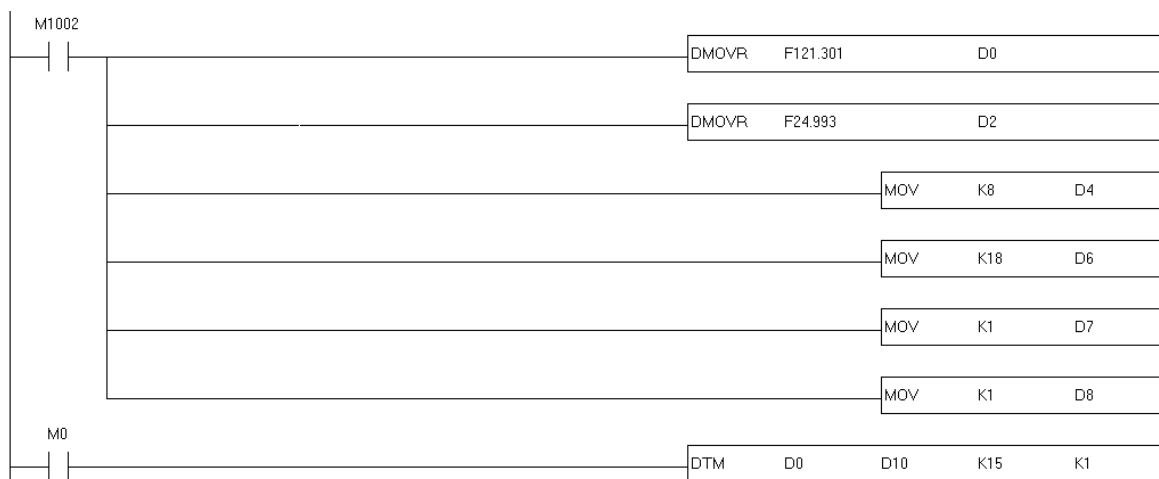 M1002
DMOVR F121.301 D0
DMOVR F24.993 D2
MOV K8 D4
MOV K18 D6
MOV K1 D7
MOV K1 D8
M0
DTM D0 D10 K15 K1